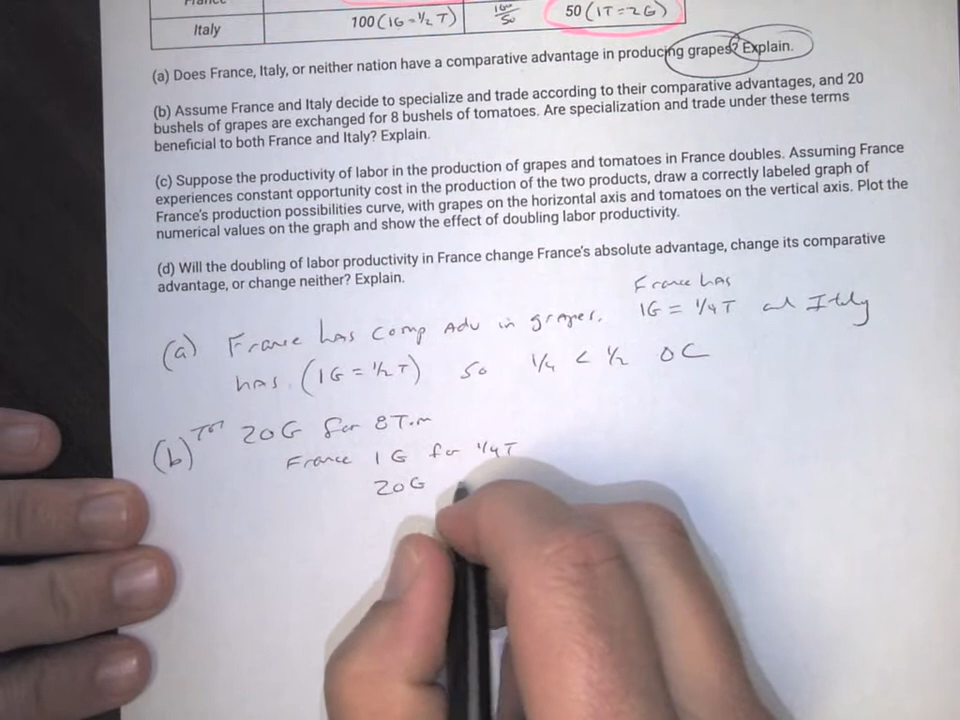 France
Italy 100 (1G = 1/2 T) 100/50 50 (1T = 2G)
(a) Does France, Italy, or neither nation have a comparative advantage in producing grapes? Explain.
(b) Assume France and Italy decide to specialize and trade according to their comparative advantages, and 20
bushels of grapes are exchanged for 8 bushels of tomatoes. Are specialization and trade under these terms
beneficial to both France and Italy? Explain.
(c) Suppose the productivity of labor in the production of grapes and tomatoes in France doubles. Assuming France
experiences constant opportunity cost in the production of the two products, draw a correctly labeled graph of
France's production possibilities curve, with grapes on the horizontal axis and tomatoes on the vertical axis. Plot the
numerical values on the graph and show the effect of doubling labor productivity.
(d) Will the doubling of labor productivity in France change France's absolute advantage, change its comparative
advantage, or change neither? Explain.
(a) France has comp Adv in grapes. France has
1G = 1/4 T and Italy
has (1G = 1/2 T) so 1/4 < 1/2 OC
(b) 20G for 8Tom
France 1G for 1/4T
20G